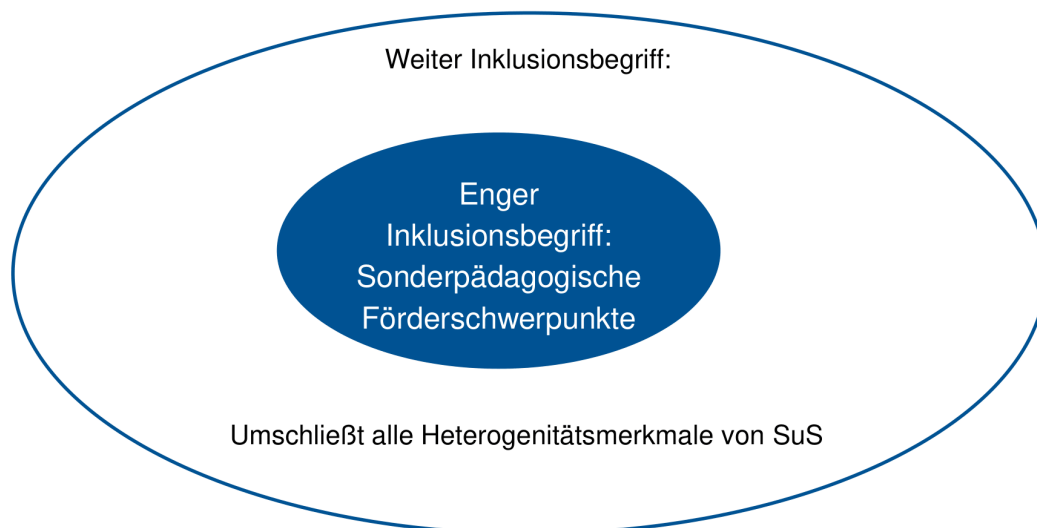 Weiter Inklusionsbegriff:
Enger
Inklusionsbegriff:
Sonderpädagogische
Förderschwerpunkte
Umschließt alle Heterogenitätsmerkmale von SuS